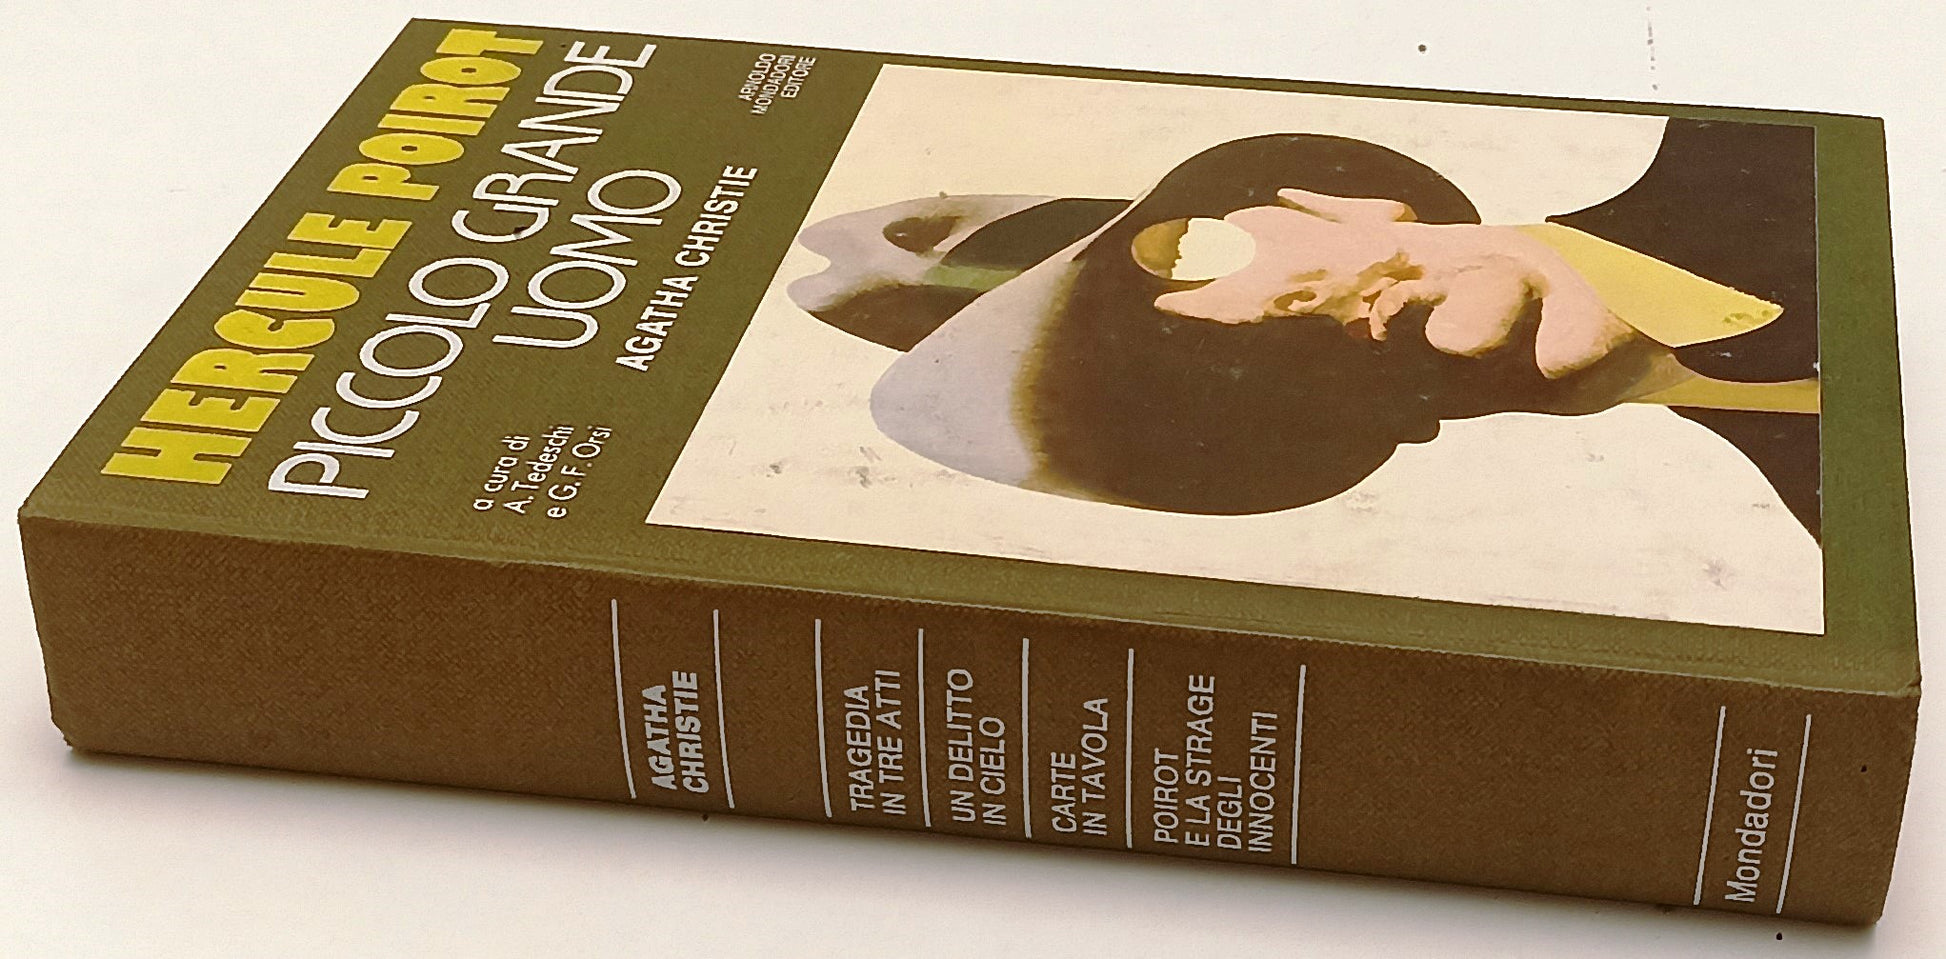 HERCULE POIROT
PICCOLO GRANDE
UOMO
AGATHA CHRISTIE
a cura di
A. Tedeschi
e G. F. Orsi
ARNOLDO
MONDADORI
EDITORE
AGATHA
CHRISTIE
TRAGEDIA
IN TRE ATTI
UN DELITTO
IN CIELO
CARTE
IN TAVOLA
POIROT
E LA STRAGE
DEGLI
INNOCENTI
Mondadori